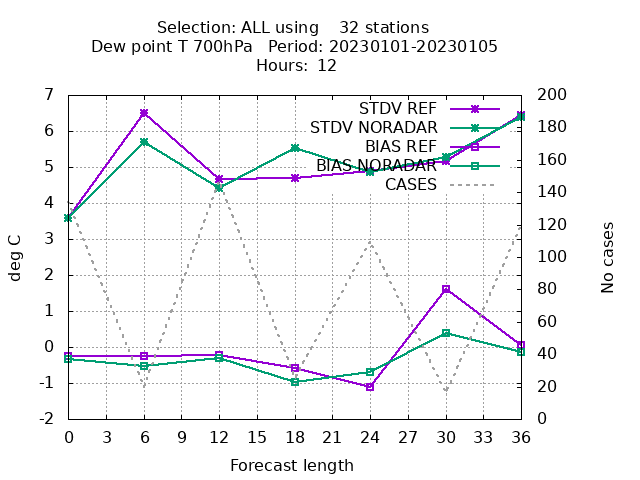 Selection: ALL using    32 stations
Dew point T 700hPa   Period: 20230101-20230105
Hours: 12
STDV REF
STDV NORADAR
BIAS REF
BIAS NORADAR
CASES
deg C
7
6
5
4
3
2
1
0
-1
-2
200
180
160
140
120
100
80
60
40
20
0
No cases
0 3 6 9 12 15 18 21 24 27 30 33 36
Forecast length